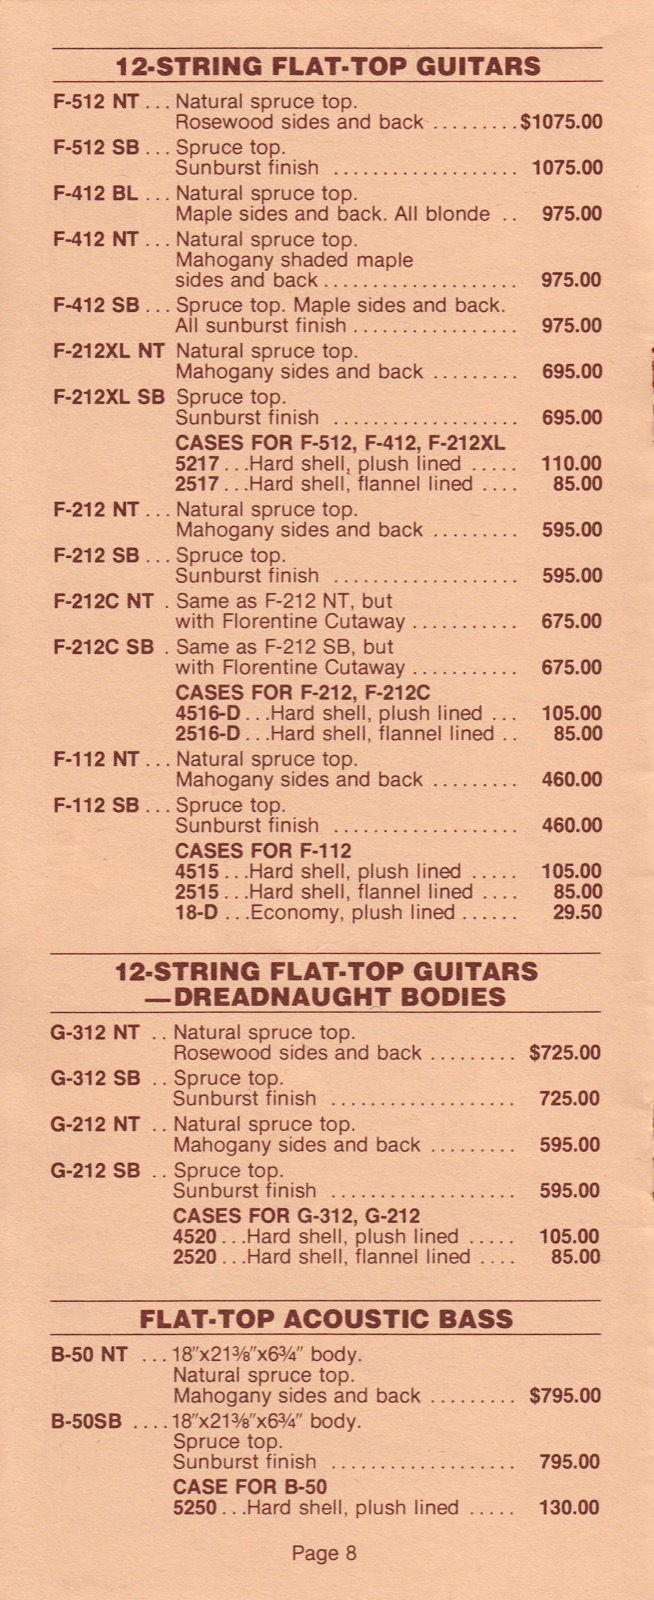 12-STRING FLAT-TOP GUITARS
F-512 NT ... Natural spruce top.
Rosewood sides and back ......... $1075.00
F-512 SB ... Spruce top.
Sunburst finish ................... 1075.00
F-412 BL ... Natural spruce top.
Maple sides and back. All blonde .. 975.00
F-412 NT ... Natural spruce top.
Mahogany shaded maple
sides and back .................... 975.00
F-412 SB ... Spruce top. Maple sides and back.
All sunburst finish ................. 975.00
F-212XL NT Natural spruce top.
Mahogany sides and back ......... 695.00
F-212XL SB Spruce top.
Sunburst finish ................... 695.00
CASES FOR F-512, F-412, F-212XL
5217 ...Hard shell, plush lined ..... 110.00
2517 ...Hard shell, flannel lined .... 85.00
F-212 NT ... Natural spruce top.
Mahogany sides and back ......... 595.00
F-212 SB ... Spruce top.
Sunburst finish ................... 595.00
F-212C NT . Same as F-212 NT, but
with Florentine Cutaway ........... 675.00
F-212C SB . Same as F-212 SB, but
with Florentine Cutaway ........... 675.00
CASES FOR F-212, F-212C
4516-D ...Hard shell, plush lined ... 105.00
2516-D ...Hard shell, flannel lined .. 85.00
F-112 NT ... Natural spruce top.
Mahogany sides and back ......... 460.00
F-112 SB ... Spruce top.
Sunburst finish ................... 460.00
CASES FOR F-112
4515 ...Hard shell, plush lined ..... 105.00
2515 ...Hard shell, flannel lined .... 85.00
18-D ...Economy, plush lined ...... 29.50
12-STRING FLAT-TOP GUITARS
—DREADNAUGHT BODIES
G-312 NT .. Natural spruce top.
Rosewood sides and back ......... $725.00
G-312 SB .. Spruce top.
Sunburst finish ................... 725.00
G-212 NT .. Natural spruce top.
Mahogany sides and back ......... 595.00
G-212 SB .. Spruce top.
Sunburst finish ................... 595.00
CASES FOR G-312, G-212
4520 ...Hard shell, plush lined ..... 105.00
2520 ...Hard shell, flannel lined .... 85.00
FLAT-TOP ACOUSTIC BASS
B-50 NT ... 18"x21⅜"x6¾" body.
Natural spruce top.
Mahogany sides and back ......... $795.00
B-50SB .... 18"x21⅜"x6¾" body.
Spruce top.
Sunburst finish ................... 795.00
CASE FOR B-50
5250 ...Hard shell, plush lined ..... 130.00
Page 8